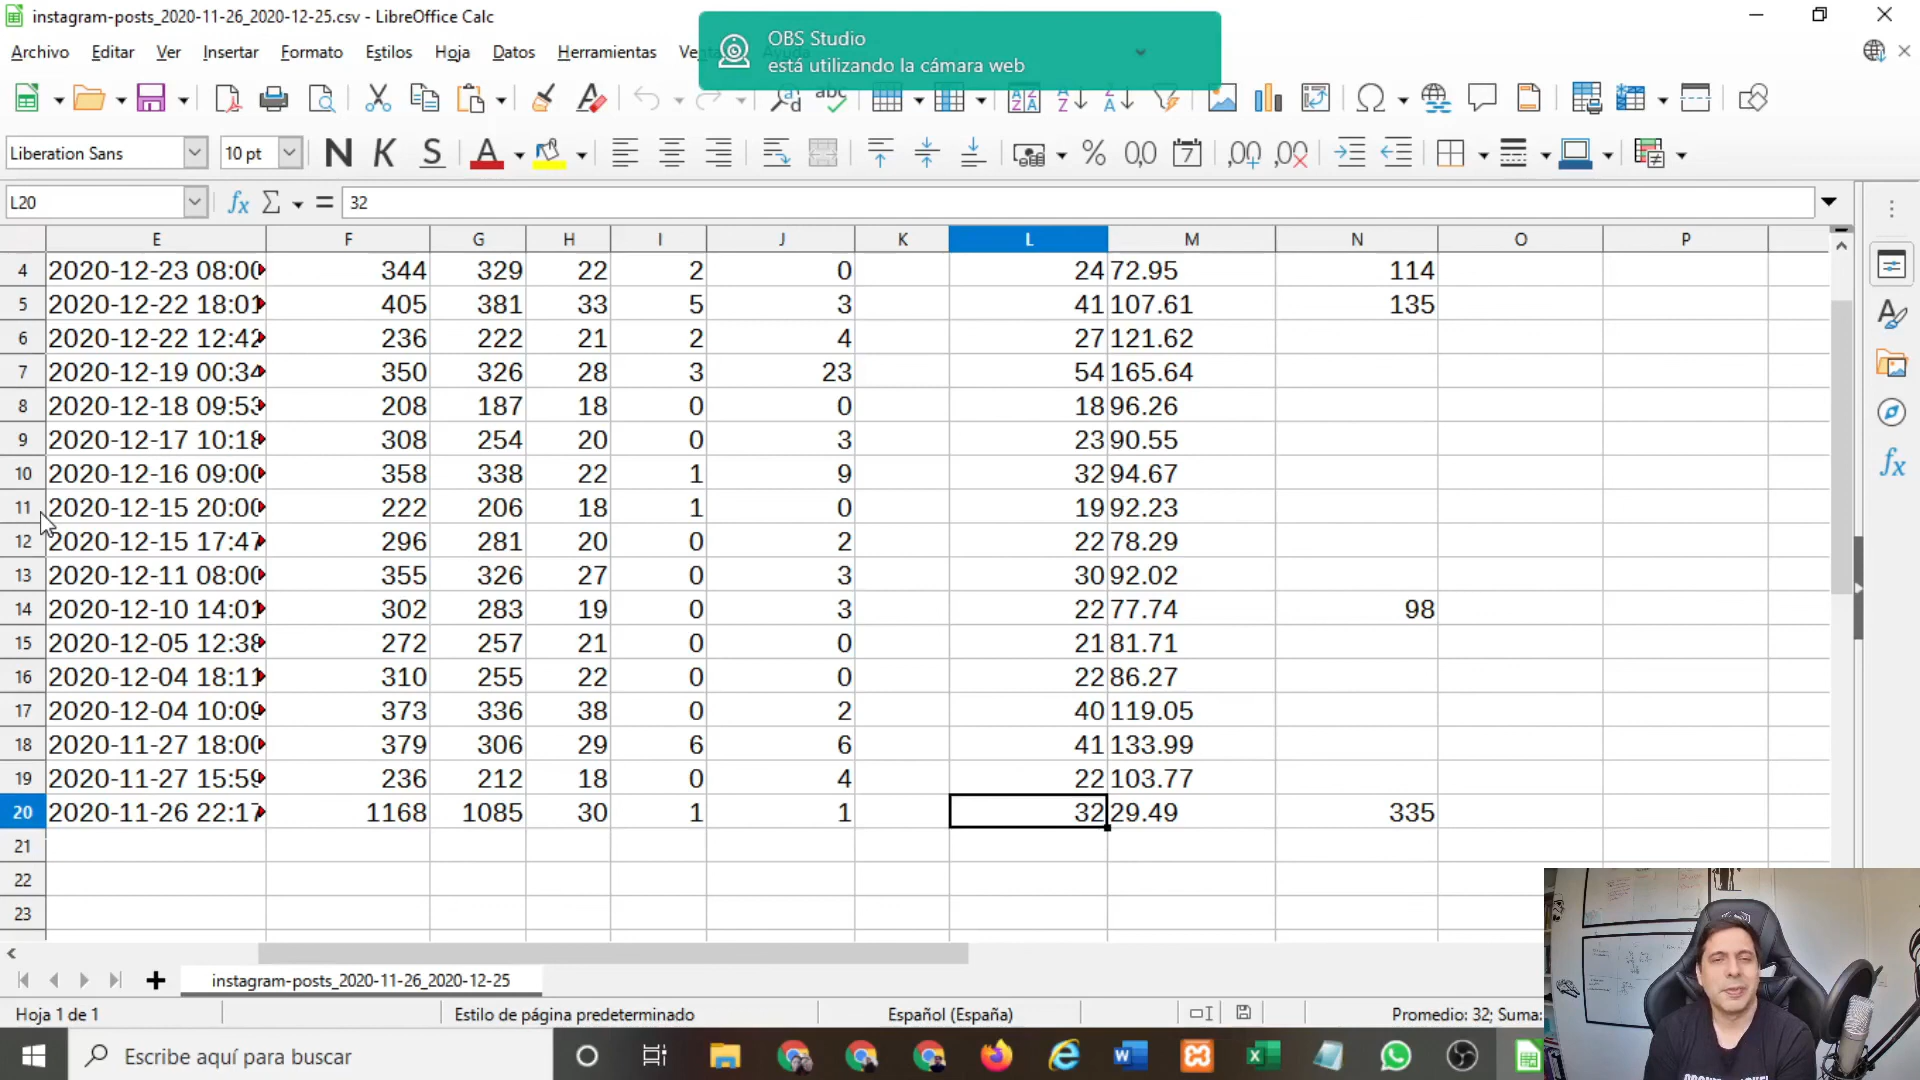 instagram-posts_2020-11-26_2020-12-25.csv - LibreOffice Calc
OBS Studio
está utilizando la cámara web
Archivo Editar Ver Insertar Formato Estilos Hoja Datos Herramientas
Liberation Sans 10 pt N K S
L20 fx Σ = 32
E F G H I J K L M N O P
4 2020-12-23 08:00 344 329 22 2 0 24 72.95 114
5 2020-12-22 18:01 405 381 33 5 3 41 107.61 135
6 2020-12-22 12:42 236 222 21 2 4 27 121.62
7 2020-12-19 00:34 350 326 28 3 23 54 165.64
8 2020-12-18 09:53 208 187 18 0 0 18 96.26
9 2020-12-17 10:18 308 254 20 0 3 23 90.55
10 2020-12-16 09:00 358 338 22 1 9 32 94.67
11 2020-12-15 20:00 222 206 18 1 0 19 92.23
12 2020-12-15 17:47 296 281 20 0 2 22 78.29
13 2020-12-11 08:00 355 326 27 0 3 30 92.02
14 2020-12-10 14:01 302 283 19 0 3 22 77.74 98
15 2020-12-05 12:38 272 257 21 0 0 21 81.71
16 2020-12-04 18:11 310 255 22 0 0 22 86.27
17 2020-12-04 10:09 373 336 38 0 2 40 119.05
18 2020-11-27 18:00 379 306 29 6 6 41 133.99
19 2020-11-27 15:59 236 212 18 0 4 22 103.77
20 2020-11-26 22:17 1168 1085 30 1 1 32 29.49 335
21
22
23
instagram-posts_2020-11-26_2020-12-25
Hoja 1 de 1 Estilo de página predeterminado Español (España) Promedio: 32; Suma:
Escribe aquí para buscar